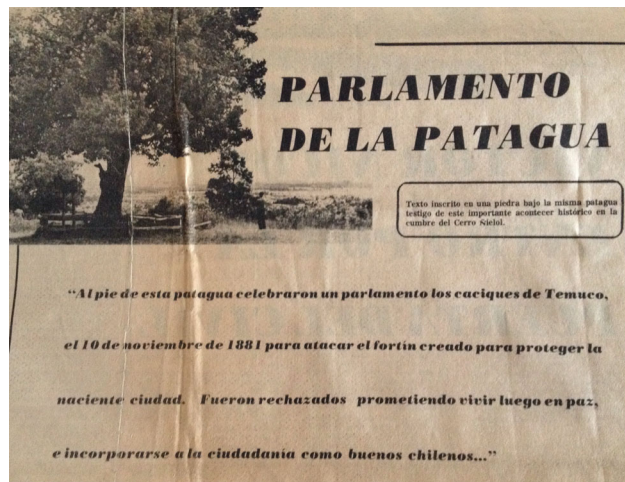 PARLAMENTO
DE LA PATAGUA
Texto inscrito en una piedra bajo la misma patagua
testigo de este importante acontecer histórico en la
cumbre del Cerro Ñielol.
“Al pie de esta patagua celebraron un parlamento los caciques de Temuco,
el 10 de noviembre de 1881 para atacar el fortín creado para proteger la
naciente ciudad. Fueron rechazados prometiendo vivir luego en paz,
e incorporarse a la ciudadanía como buenos chilenos...”